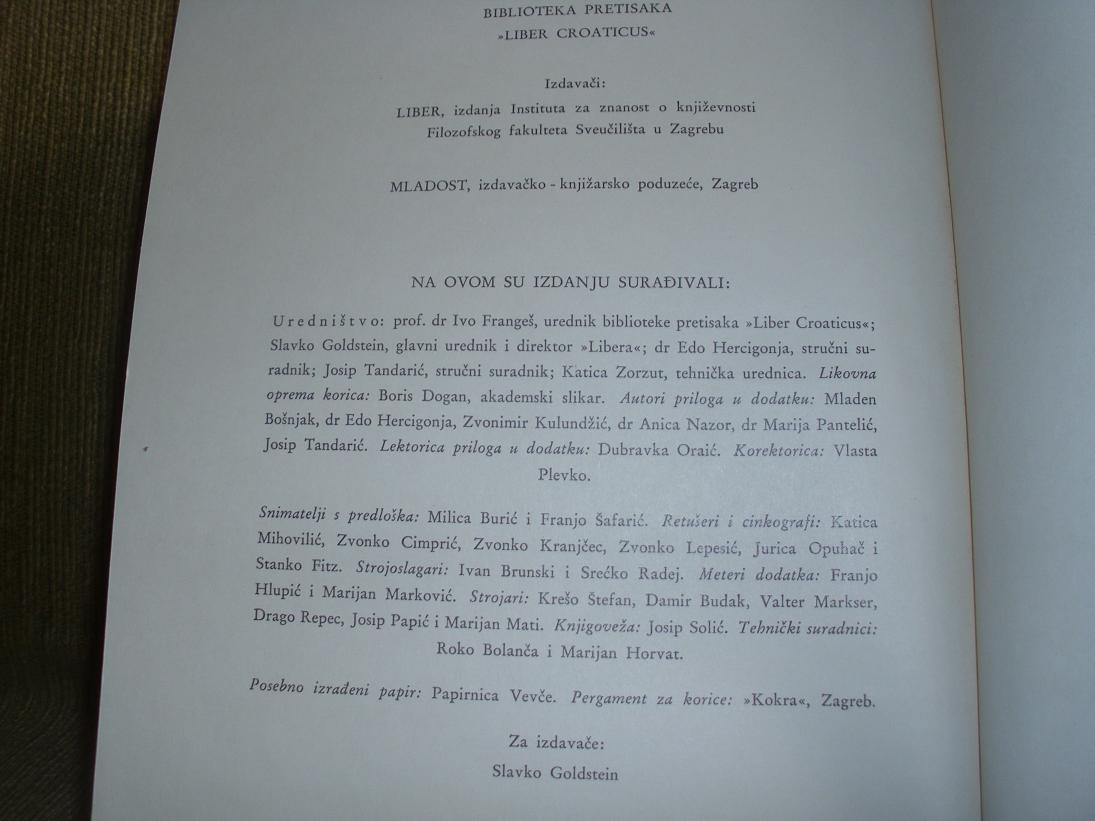 BIBLIOTEKA PRETISAKA
»LIBER CROATICUS«
Izdavači:
LIBER, izdanja Instituta za znanost o književnosti
Filozofskog fakulteta Sveučilišta u Zagrebu
MLADOST, izdavačko - knjižarsko poduzeće, Zagreb
NA OVOM SU IZDANJU SURAĐIVALI:
Uredništvo: prof. dr Ivo Frangeš, urednik biblioteke pretisaka »Liber Croaticus«;
Slavko Goldstein, glavni urednik i direktor »Libera«; dr Edo Hercigonja, stručni su-
radnik; Josip Tandarić, stručni suradnik; Katica Zorzut, tehnička urednica. Likovna
oprema korica: Boris Dogan, akademski slikar. Autori priloga u dodatku: Mladen
Bošnjak, dr Edo Hercigonja, Zvonimir Kulundžić, dr Anica Nazor, dr Marija Pantelić,
Josip Tandarić. Lektorica priloga u dodatku: Dubravka Oraić. Korektorica: Vlasta
Plevko.
Snimatelji s predloška: Milica Burić i Franjo Šafarić. Retušeri i cinkografi: Katica
Mihovilić, Zvonko Cimprić, Zvonko Kranjčec, Zvonko Lepesić, Jurica Opuhač i
Stanko Fitz. Strojoslagari: Ivan Brunski i Srećko Radej. Meteri dodatka: Franjo
Hlupić i Marijan Marković. Strojari: Krešo Štefan, Damir Budak, Valter Markser,
Drago Repec, Josip Papić i Marijan Mati. Knjigoveža: Josip Solić. Tehnički suradnici:
Roko Bolanča i Marijan Horvat.
Posebno izrađeni papir: Papirnica Vevče. Pergament za korice: »Kokra«, Zagreb.
Za izdavače:
Slavko Goldstein